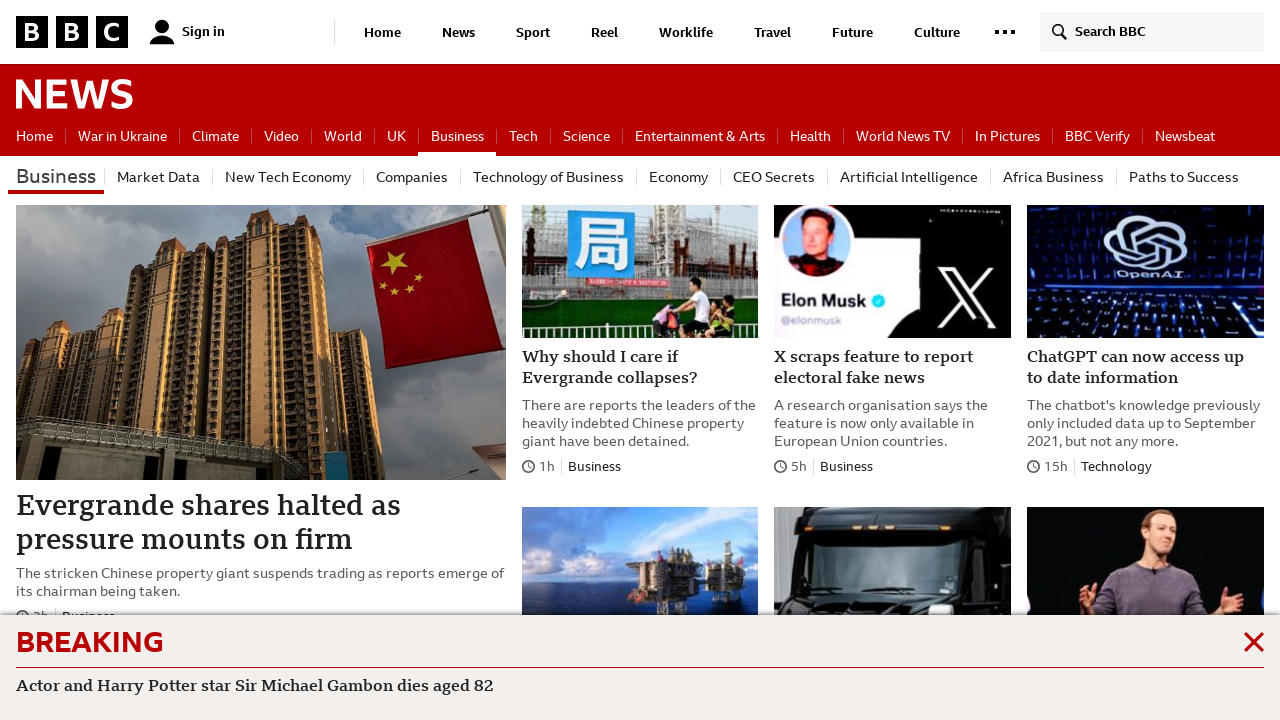 BBC
Sign in
Home
News
Sport
Reel
Worklife
Travel
Future
Culture
Search BBC
NEWS
Home
War in Ukraine
Climate
Video
World
UK
Business
Tech
Science
Entertainment & Arts
Health
World News TV
In Pictures
BBC Verify
Newsbeat
Business
Market Data
New Tech Economy
Companies
Technology of Business
Economy
CEO Secrets
Artificial Intelligence
Africa Business
Paths to Success
局
Elon Musk
@elonmusk
X
OpenAI
Evergrande shares halted as
pressure mounts on firm
The stricken Chinese property giant suspends trading as reports emerge of
its chairman being taken.
Business
Why should I care if
Evergrande collapses?
There are reports the leaders of the
heavily indebted Chinese property
giant have been detained.
1h
Business
X scraps feature to report
electoral fake news
A research organisation says the
feature is now only available in
European Union countries.
5h
Business
ChatGPT can now access up
to date information
The chatbot's knowledge previously
only included data up to September
2021, but not any more.
15h
Technology
BREAKING
Actor and Harry Potter star Sir Michael Gambon dies aged 82